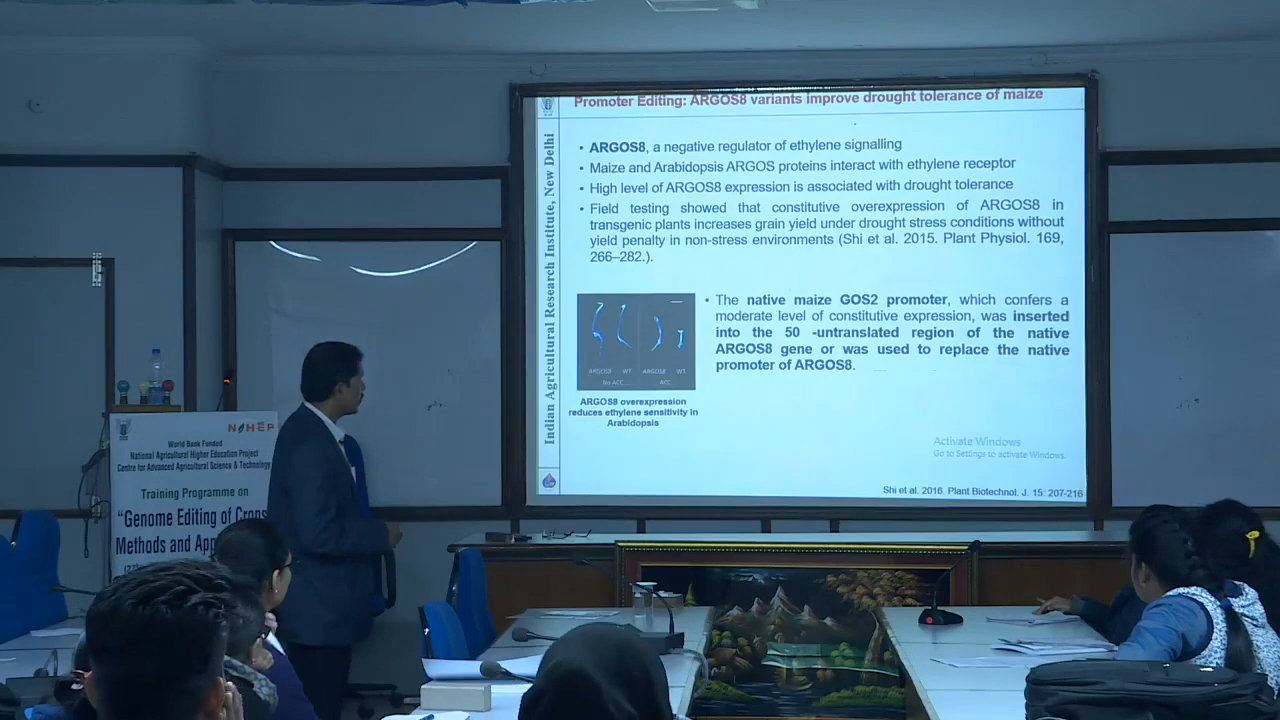 Promoter Editing: ARGOS8 variants improve drought tolerance of maize
Indian Agricultural Research Institute, New Delhi
• ARGOS8, a negative regulator of ethylene signalling
• Maize and Arabidopsis ARGOS proteins interact with ethylene receptor
• High level of ARGOS8 expression is associated with drought tolerance
• Field testing showed that constitutive overexpression of ARGOS8 in
transgenic plants increases grain yield under drought stress conditions without
yield penalty in non-stress environments (Shi et al. 2015. Plant Physiol. 169,
266–282.).
ARGOS8 WT ARGOS8 WT
No ACC ACC
ARGOS8 overexpression
reduces ethylene sensitivity in
Arabidopsis
• The native maize GOS2 promoter, which confers a
moderate level of constitutive expression, was inserted
into the 50 -untranslated region of the native
ARGOS8 gene or was used to replace the native
promoter of ARGOS8.
Activate Windows
Go to Settings to activate Windows.
Shi et al. 2016. Plant Biotechnol. J. 15: 207-216
NAHEP
World Bank Funded
National Agricultural Higher Education Project
Centre for Advanced Agricultural Science & Technology
Training Programme on
"Genome Editing of Crops
Methods and App